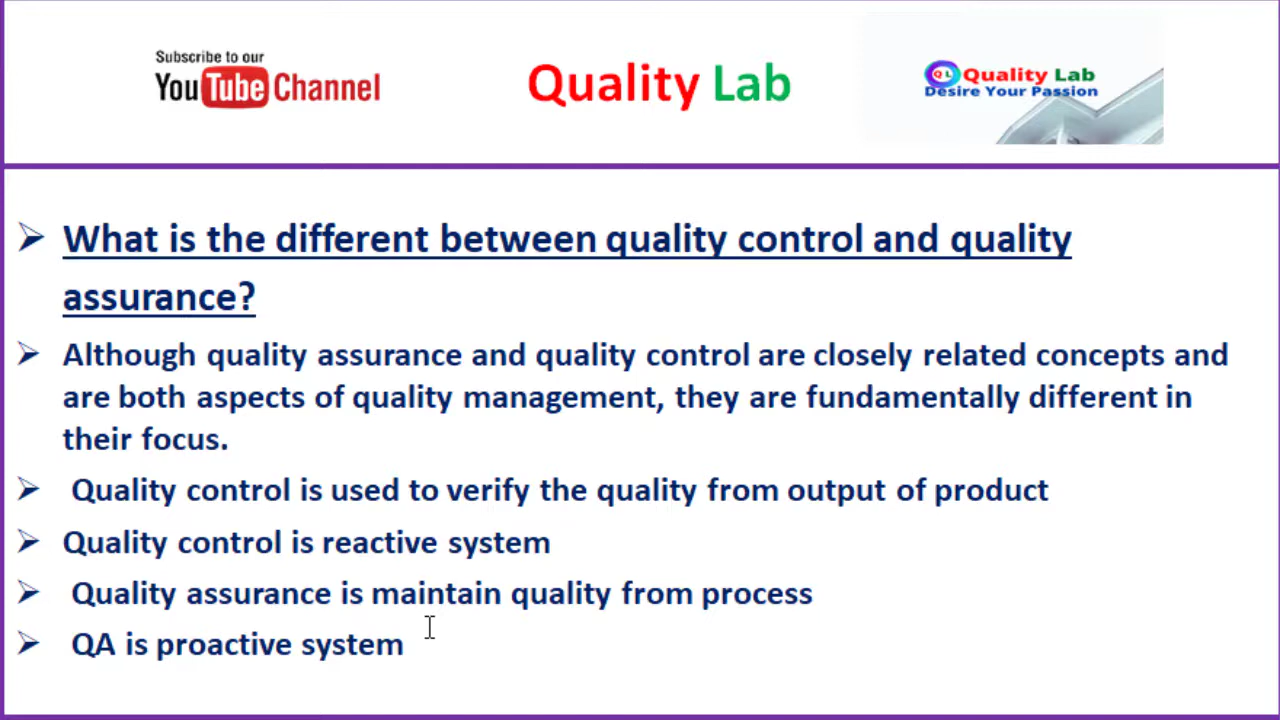 Subscribe to our
YouTube Channel
Quality Lab
QL Quality Lab
Desire Your Passion
➢ What is the different between quality control and quality
assurance?
➢ Although quality assurance and quality control are closely related concepts and
are both aspects of quality management, they are fundamentally different in
their focus.
➢ Quality control is used to verify the quality from output of product
➢ Quality control is reactive system
➢ Quality assurance is maintain quality from process
➢ QA is proactive system